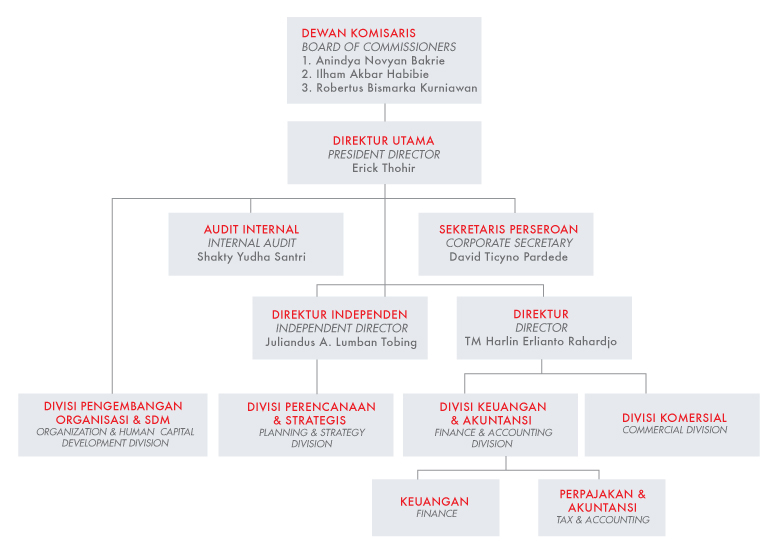 DEWAN KOMISARIS
BOARD OF COMMISSIONERS
1. Anindya Novyan Bakrie
2. Ilham Akbar Habibie
3. Robertus Bismarka Kurniawan
DIREKTUR UTAMA
PRESIDENT DIRECTOR
Erick Thohir
AUDIT INTERNAL
INTERNAL AUDIT
Shakty Yudha Santri
SEKRETARIS PERSEROAN
CORPORATE SECRETARY
David Ticyno Pardede
DIREKTUR INDEPENDEN
INDEPENDENT DIRECTOR
Juliandus A. Lumban Tobing
DIREKTUR
DIRECTOR
TM Harlin Erlianto Rahardjo
DIVISI PENGEMBANGAN
ORGANISASI & SDM
ORGANIZATION & HUMAN CAPITAL
DEVELOPMENT DIVISION
DIVISI PERENCANAAN
& STRATEGIS
PLANNING & STRATEGY
DIVISION
DIVISI KEUANGAN
& AKUNTANSI
FINANCE & ACCOUNTING
DIVISION
DIVISI KOMERSIAL
COMMERCIAL DIVISION
KEUANGAN
FINANCE
PERPAJAKAN &
AKUNTANSI
TAX & ACCOUNTING